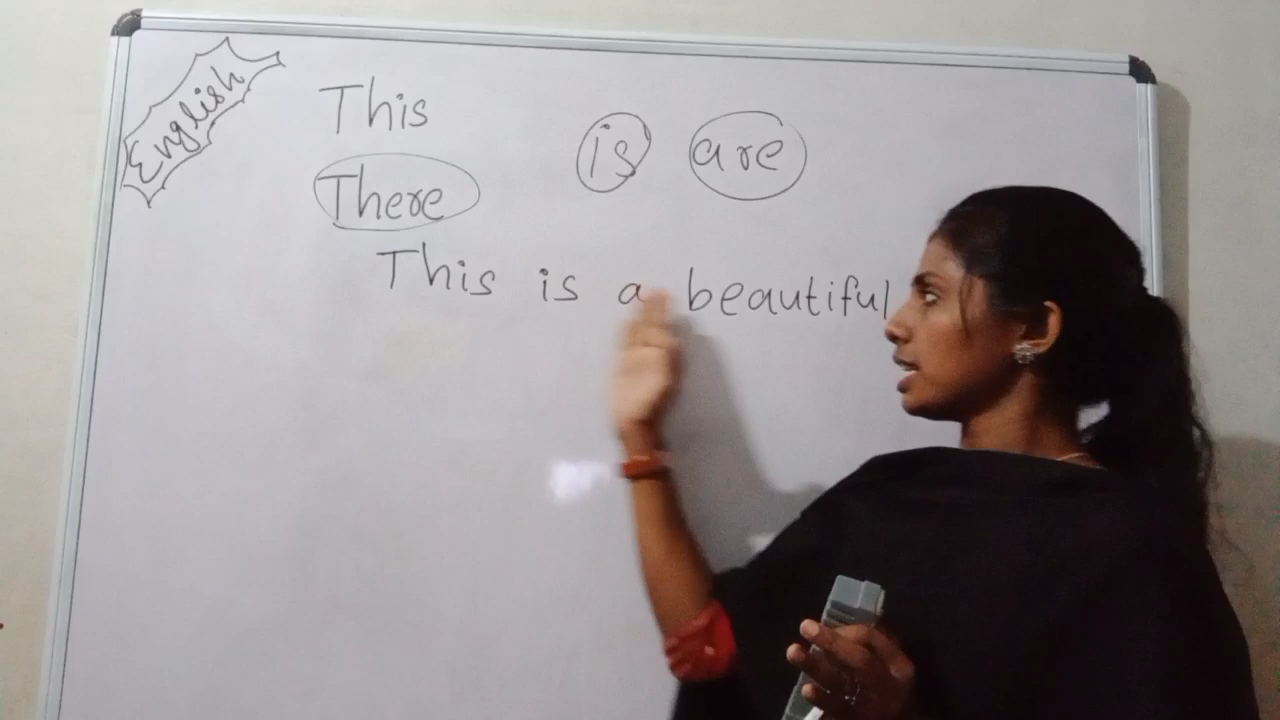 English
This
is are
There
This is a beautiful